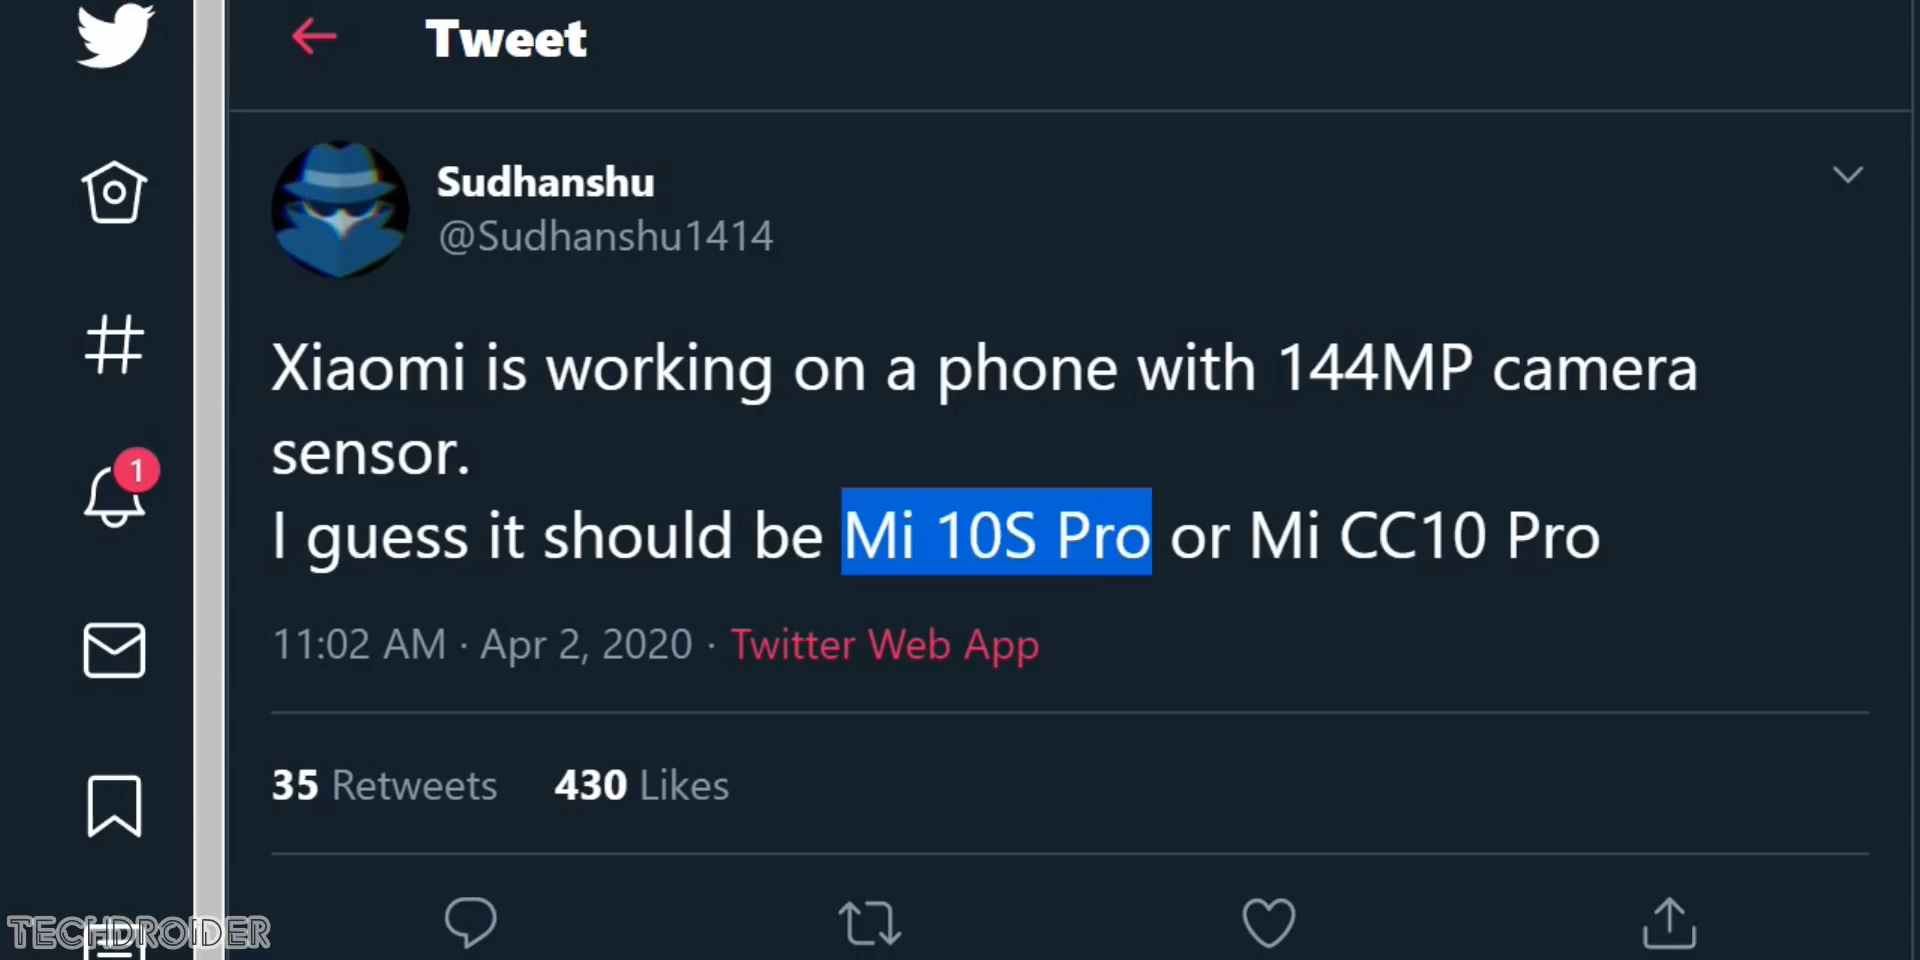 Tweet
Sudhanshu
@Sudhanshu1414
Xiaomi is working on a phone with 144MP camera
sensor.
I guess it should be Mi 10S Pro or Mi CC10 Pro
11:02 AM · Apr 2, 2020 · Twitter Web App
35 Retweets 430 Likes
1
TECHDROIDER